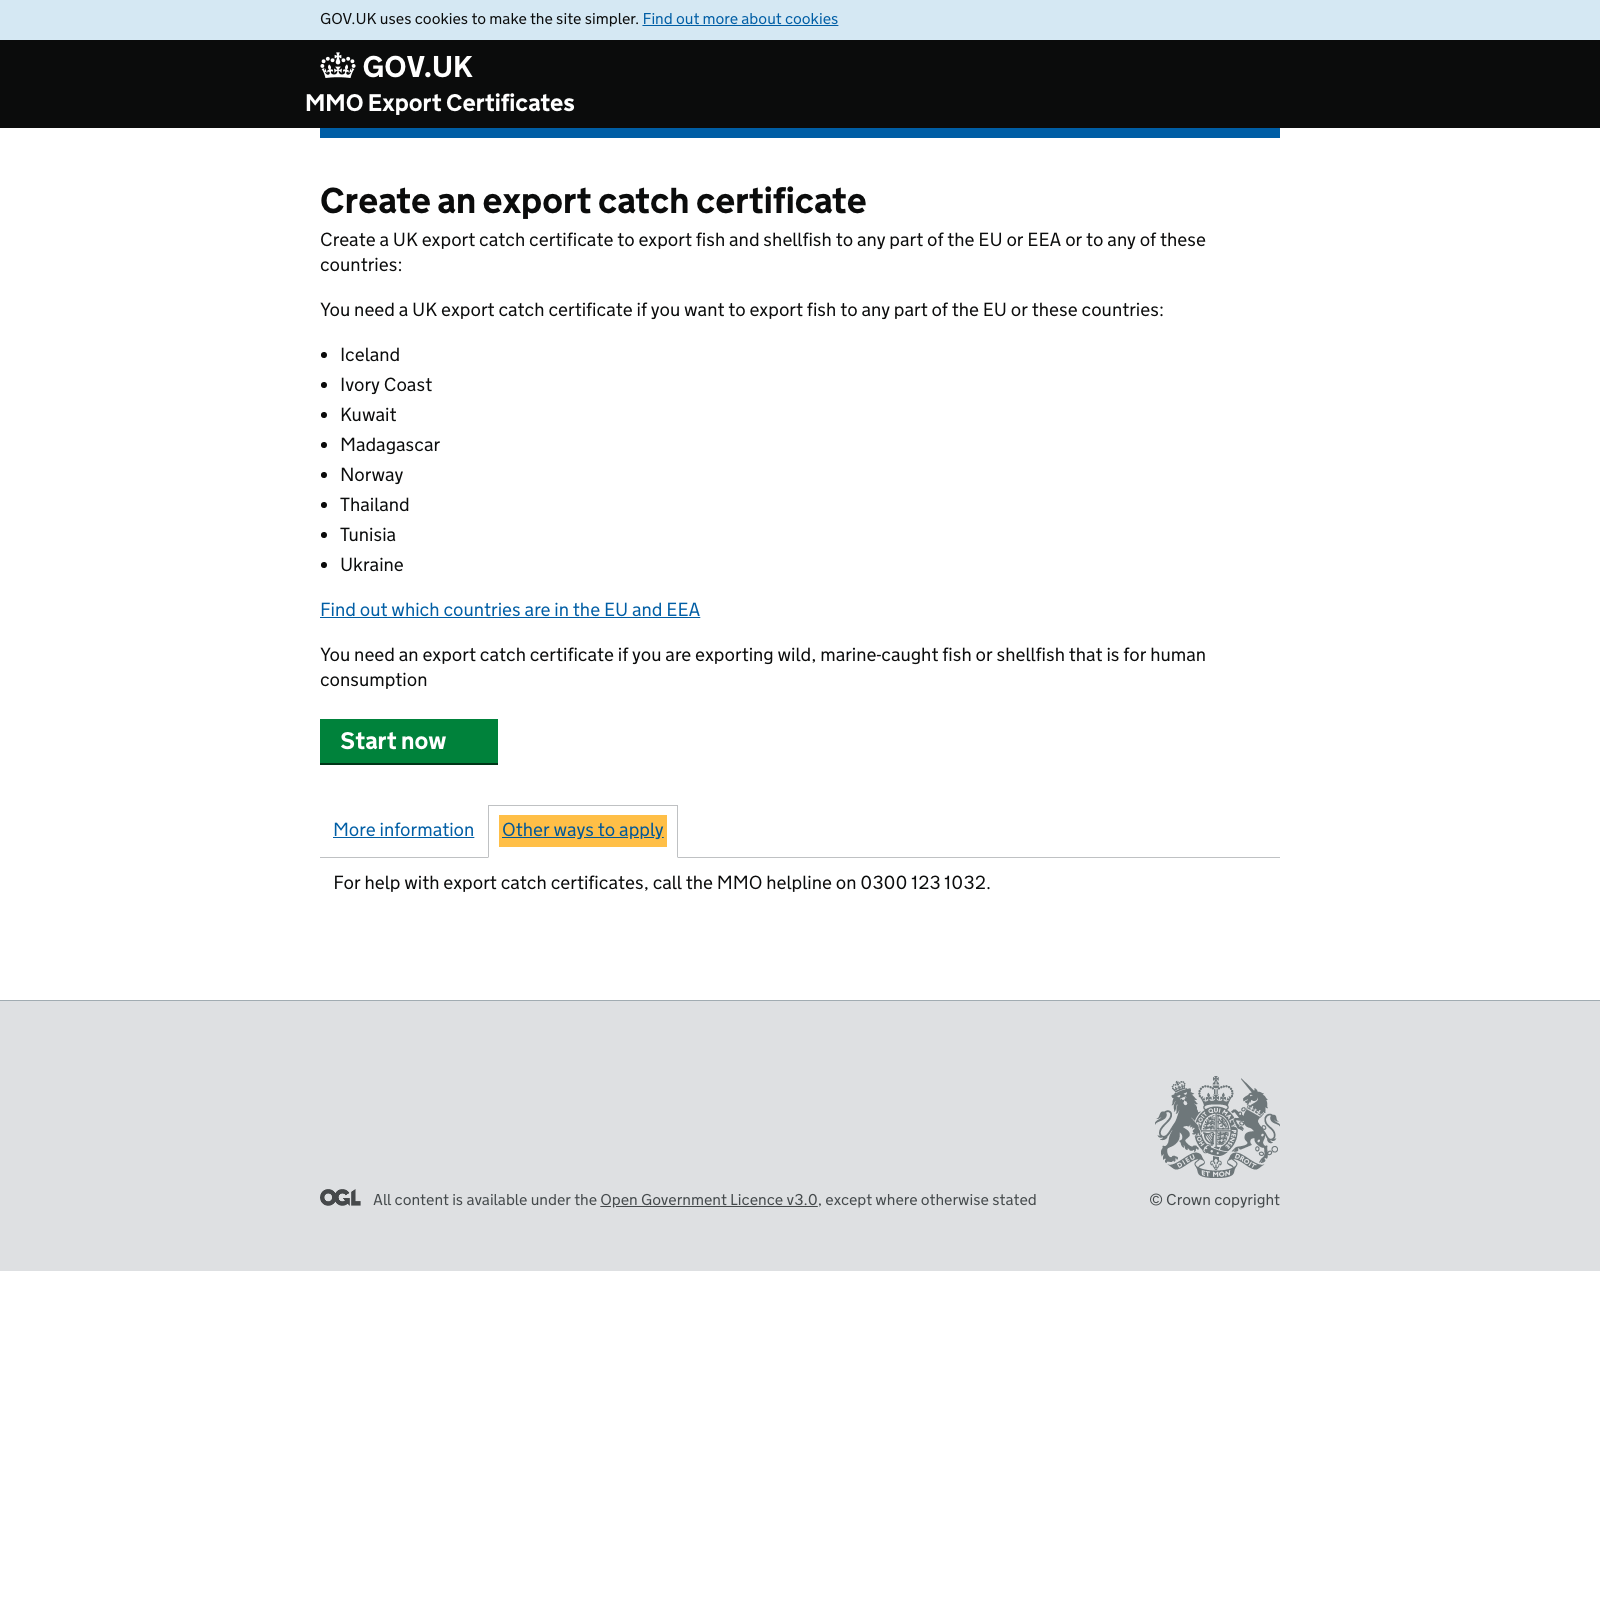 GOV.UK uses cookies to make the site simpler. Find out more about cookies
GOV.UK
MMO Export Certificates
Create an export catch certificate
Create a UK export catch certificate to export fish and shellfish to any part of the EU or EEA or to any of these
countries:
You need a UK export catch certificate if you want to export fish to any part of the EU or these countries:
Iceland
Ivory Coast
Kuwait
Madagascar
Norway
Thailand
Tunisia
Ukraine
Find out which countries are in the EU and EEA
You need an export catch certificate if you are exporting wild, marine-caught fish or shellfish that is for human
consumption
Start now
More information
Other ways to apply
For help with export catch certificates, call the MMO helpline on 0300 123 1032.
DIEU ET MON DROIT
OGL All content is available under the Open Government Licence v3.0, except where otherwise stated
© Crown copyright